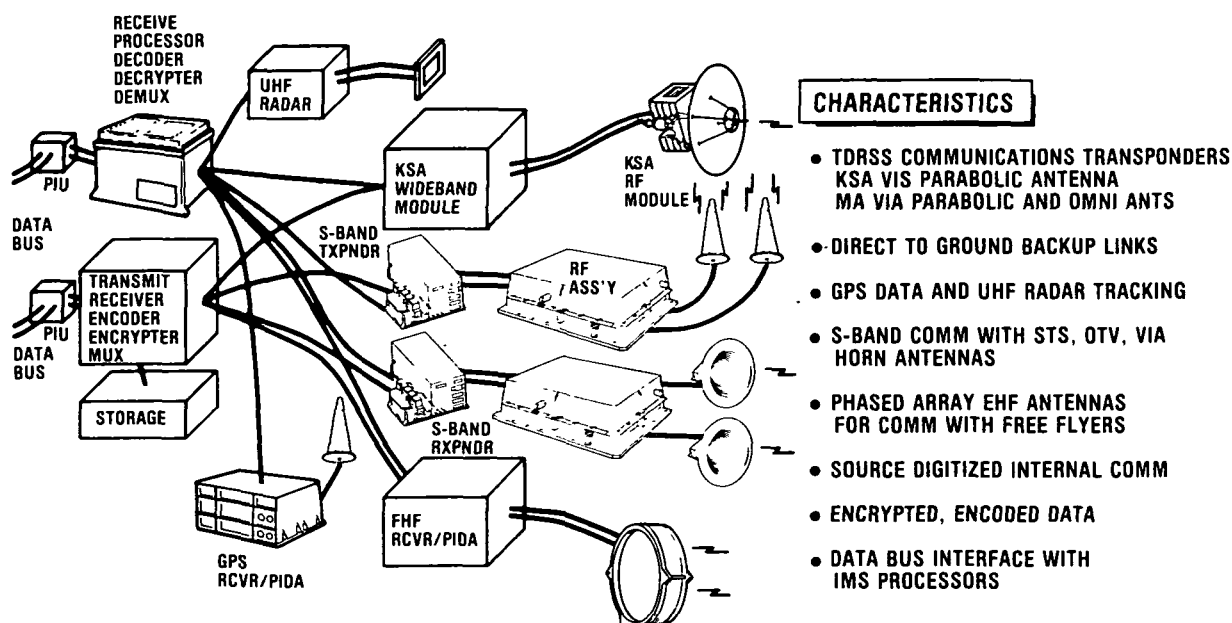 RECEIVE
PROCESSOR
DECODER
DECRYPTER
DEMUX
UHF
RADAR
PIU
DATA
BUS
KSA
WIDEBAND
MODULE
KSA
RF
MODULE
S-BAND
TXPNDR
RF
ASS'Y
TRANSMIT
RECEIVER
ENCODER
ENCRYPTER
MUX
PIU
DATA
BUS
STORAGE
S-BAND
RXPNDR
GPS
RCVR/PIDA
FHF
RCVR/PIDA
CHARACTERISTICS
• TDRSS COMMUNICATIONS TRANSPONDERS
KSA VIS PARABOLIC ANTENNA
MA VIA PARABOLIC AND OMNI ANTS
• DIRECT TO GROUND BACKUP LINKS
• GPS DATA AND UHF RADAR TRACKING
• S-BAND COMM WITH STS, OTV, VIA
HORN ANTENNAS
• PHASED ARRAY EHF ANTENNAS
FOR COMM WITH FREE FLYERS
• SOURCE DIGITIZED INTERNAL COMM
• ENCRYPTED, ENCODED DATA
• DATA BUS INTERFACE WITH
IMS PROCESSORS